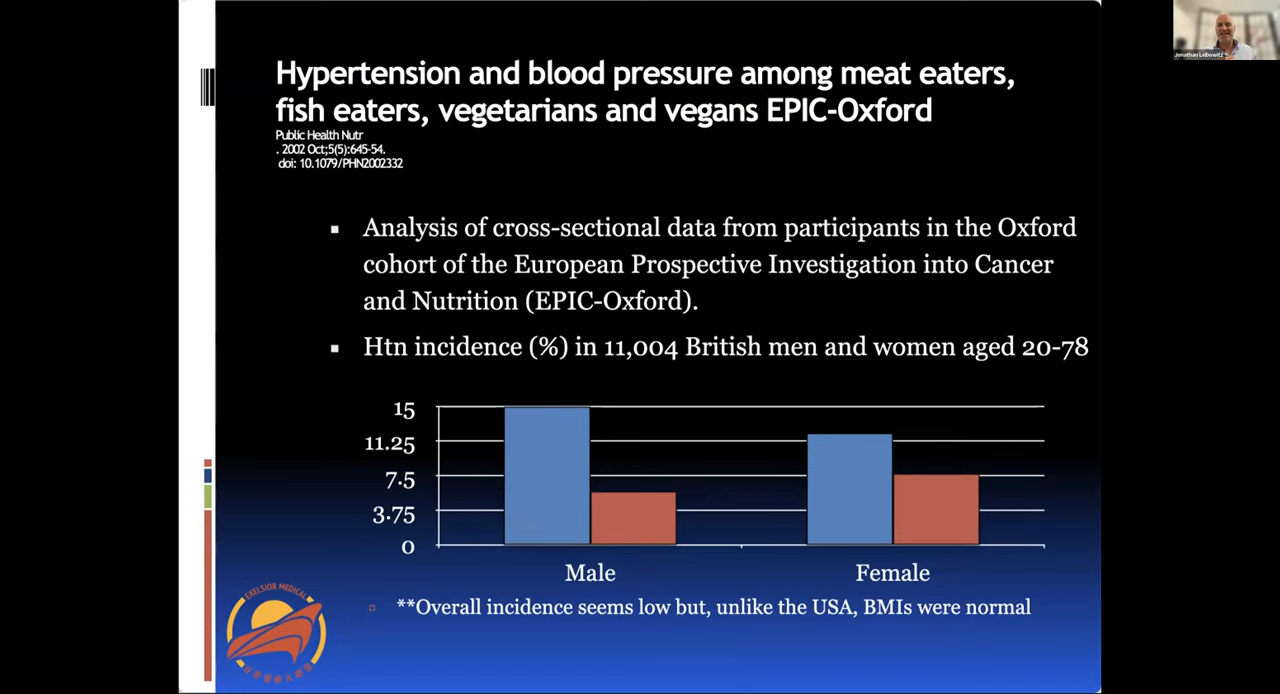 Jonathan Leibowitz
Hypertension and blood pressure among meat eaters,
fish eaters, vegetarians and vegans EPIC-Oxford
Public Health Nutr
. 2002 Oct;5(5):645-54.
doi: 10.1079/PHN2002332
▪ Analysis of cross-sectional data from participants in the Oxford
cohort of the European Prospective Investigation into Cancer
and Nutrition (EPIC-Oxford).
▪ Htn incidence (%) in 11,004 British men and women aged 20-78
15
11.25
7.5
3.75
0
Male Female
**Overall incidence seems low but, unlike the USA, BMIs were normal
EXELSIOR MEDICAL